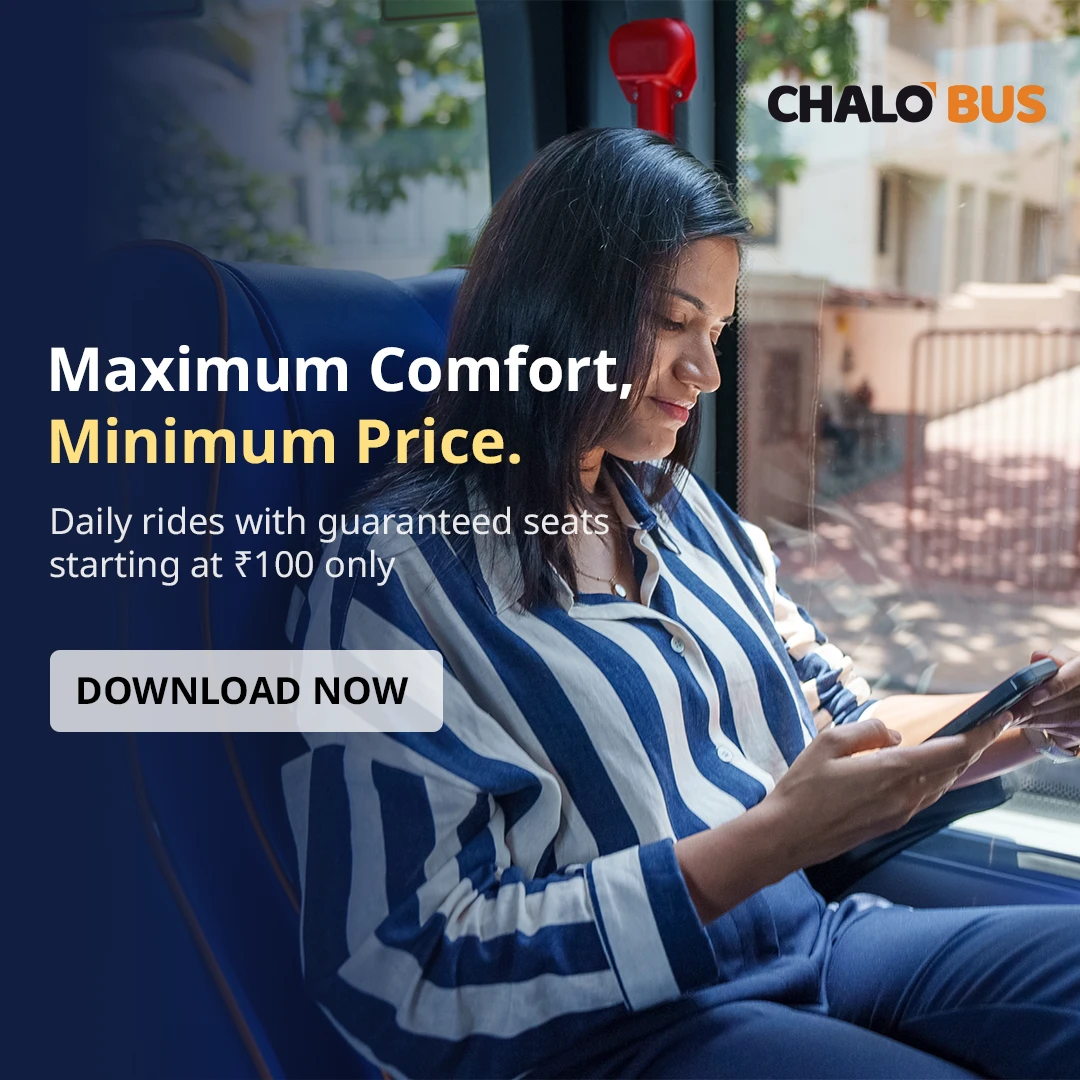 CHALO BUS
Maximum Comfort,
Minimum Price.
Daily rides with guaranteed seats
starting at ₹100 only
DOWNLOAD NOW